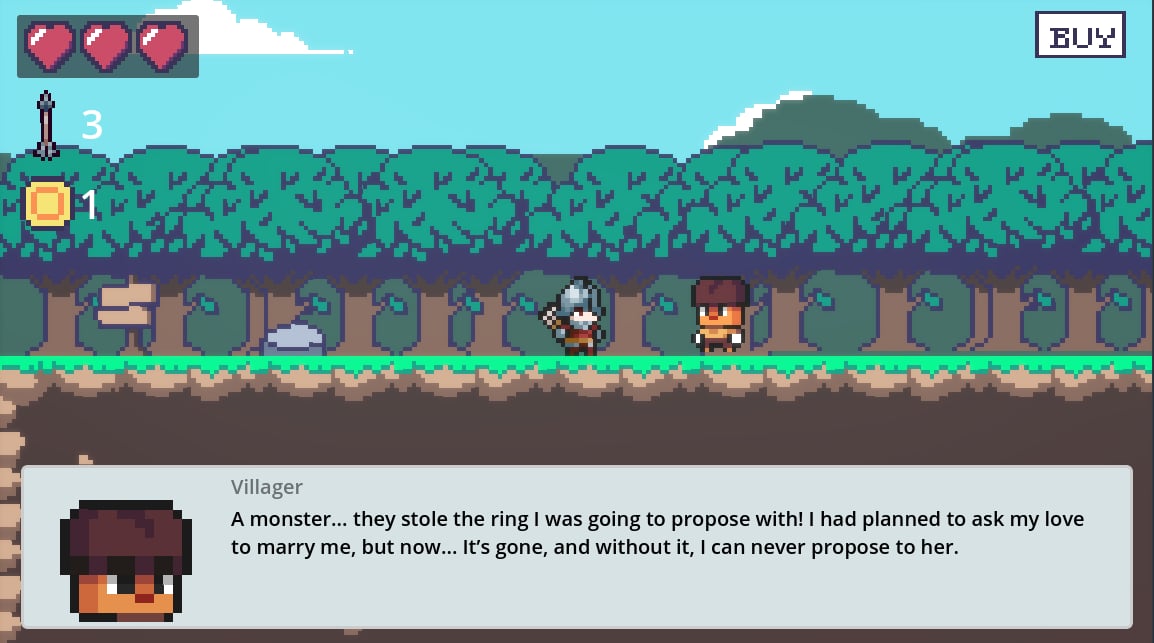 BUY
3
1
Villager
A monster... they stole the ring I was going to propose with! I had planned to ask my love
to marry me, but now... It’s gone, and without it, I can never propose to her.